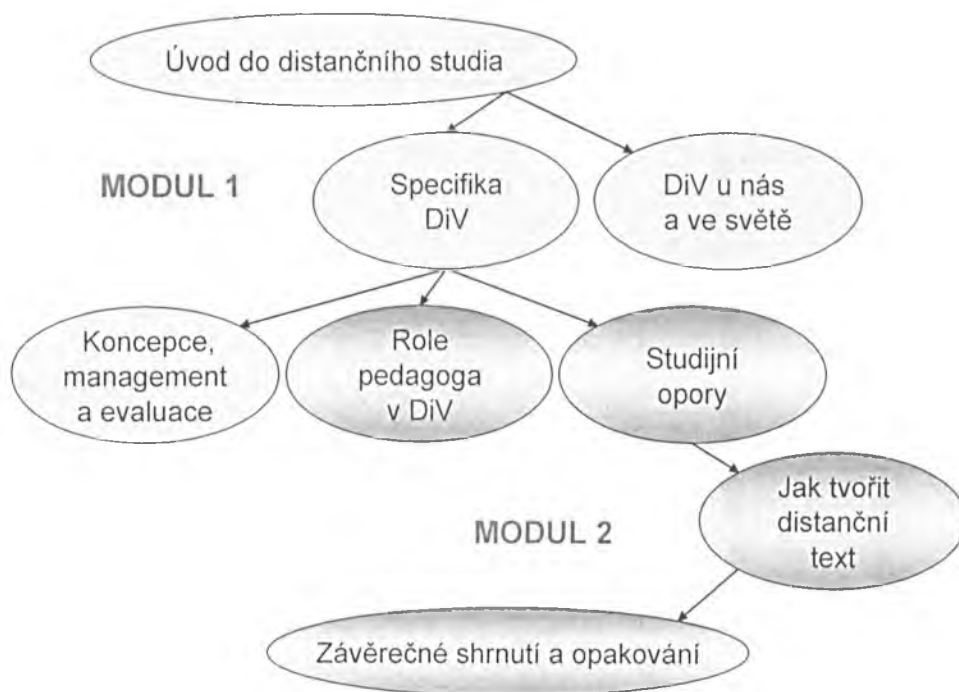 Úvod do distančního studia
MODUL 1
Specifika
DiV
DiV u nás
a ve světě
Koncepce,
management
a evaluace
Role
pedagoga
v DiV
Studijní
opory
MODUL 2
Jak tvořit
distanční
text
Závěrečné shrnutí a opakování